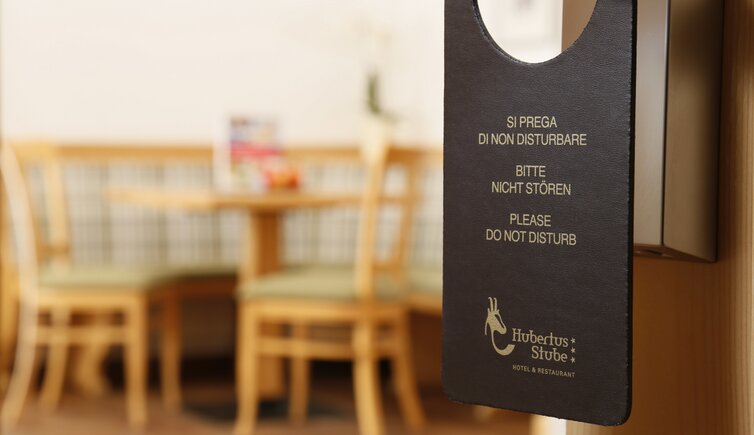 SI PREGA
DI NON DISTURBARE
BITTE
NICHT STÖREN
PLEASE
DO NOT DISTURB
Hubertus
Stube
HOTEL & RESTAURANT